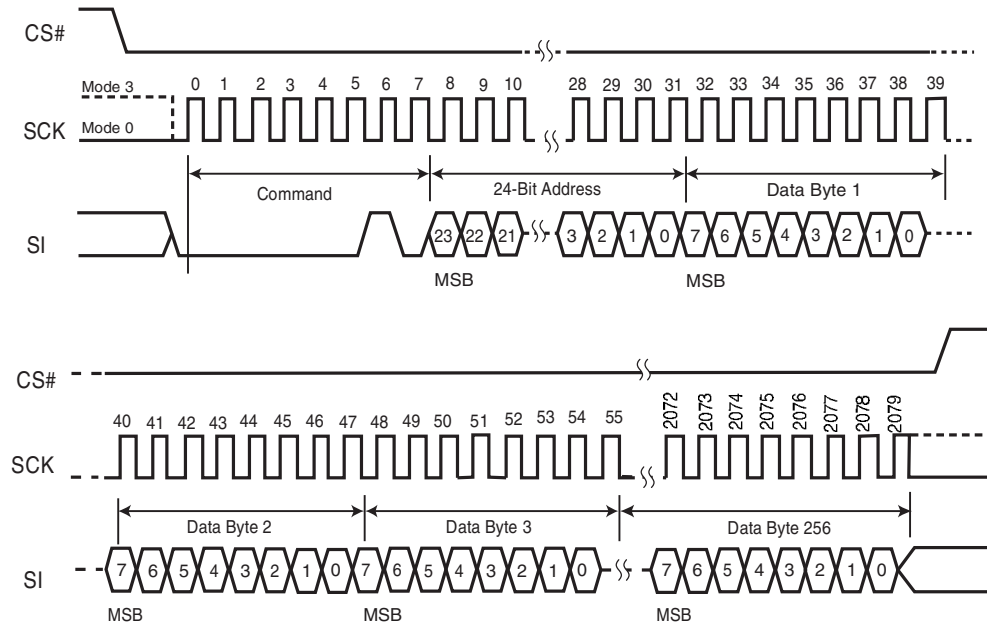 CS#
Mode 3
0 1 2 3 4 5 6 7 8 9 10 28 29 30 31 32 33 34 35 36 37 38 39
SCK
Mode 0
Command 24-Bit Address Data Byte 1
SI
23 22 21 3 2 1 0 7 6 5 4 3 2 1 0
MSB MSB
CS#
40 41 42 43 44 45 46 47 48 49 50 51 52 53 54 55 2072 2073 2074 2075 2076 2077 2078 2079
SCK
Data Byte 2 Data Byte 3 Data Byte 256
SI
7 6 5 4 3 2 1 0 7 6 5 4 3 2 1 0 7 6 5 4 3 2 1 0
MSB MSB MSB